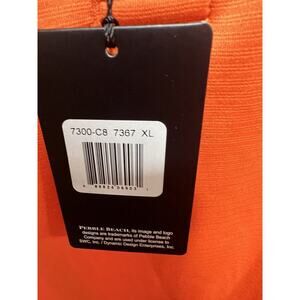 7300-C8 7367 XL
PEBBLE BEACH, its image and logo
designs are trademarks of Pebble Beach
Company and are used under license to
SWC, Inc. / Dynamic Design Enterprises, Inc.